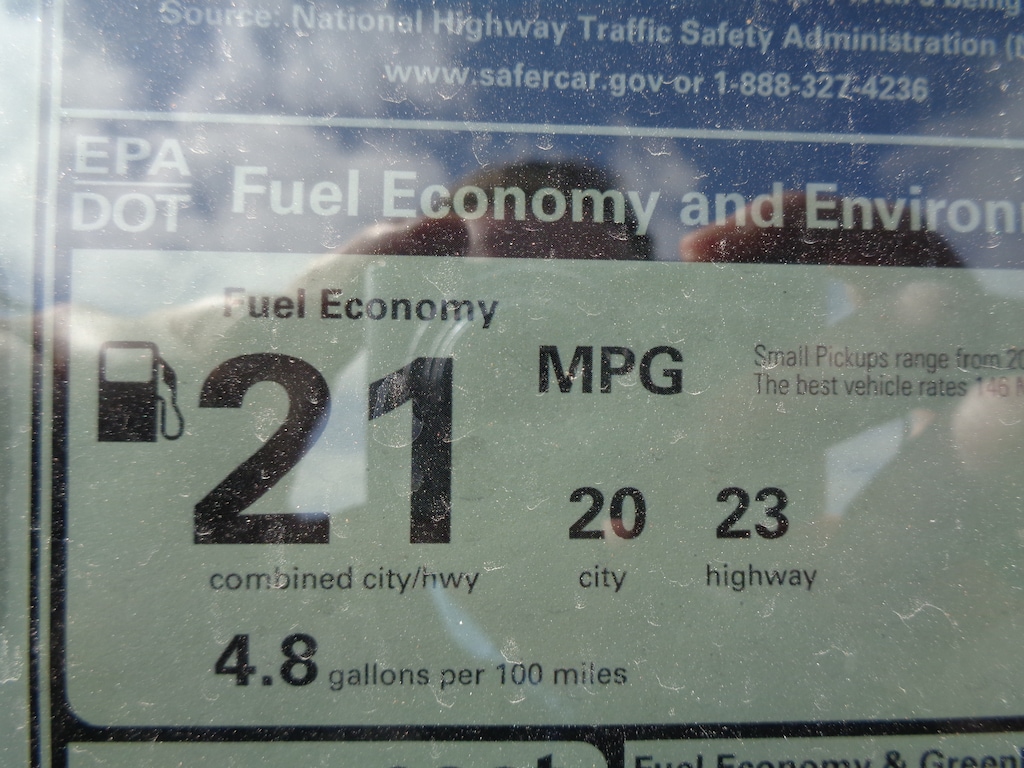 Source: National Highway Traffic Safety Administration
www.safercar.gov or 1-888-327-4236
EPA
DOT
Fuel Economy and Environ
Fuel Economy
21
MPG
Small Pickups range from 20
The best vehicle rates 146 M
20 23
combined city/hwy city highway
4.8 gallons per 100 miles
Fuel Economy & Green